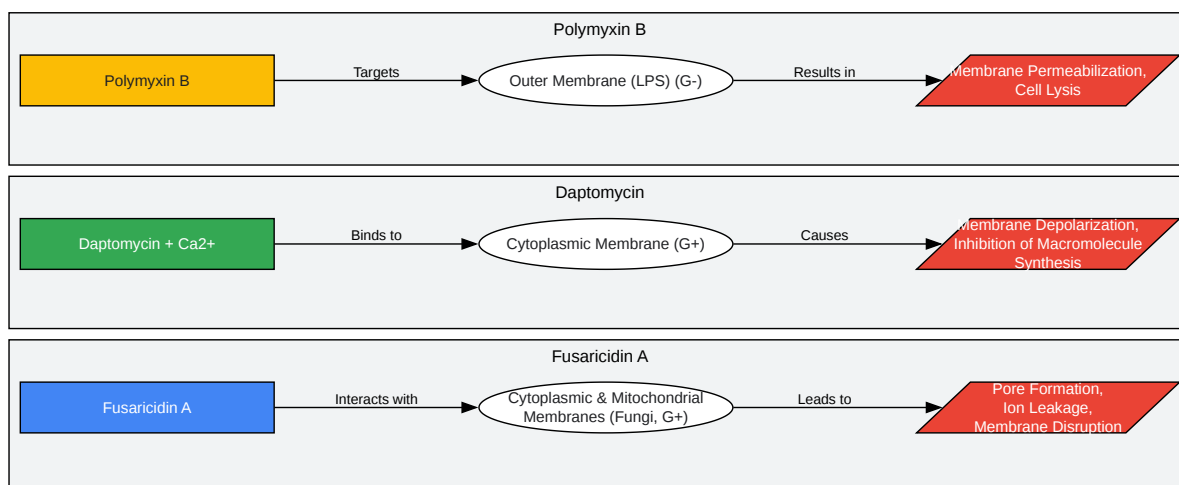 Polymyxin B
Polymyxin B
Targets
Outer Membrane (LPS) (G-)
Results in
Membrane Permeabilization,
Cell Lysis
Daptomycin
Daptomycin + Ca2+
Binds to
Cytoplasmic Membrane (G+)
Causes
Membrane Depolarization,
Inhibition of Macromolecule
Synthesis
Fusaricidin A
Fusaricidin A
Interacts with
Cytoplasmic & Mitochondrial
Membranes (Fungi, G+)
Leads to
Pore Formation,
Ion Leakage,
Membrane Disruption